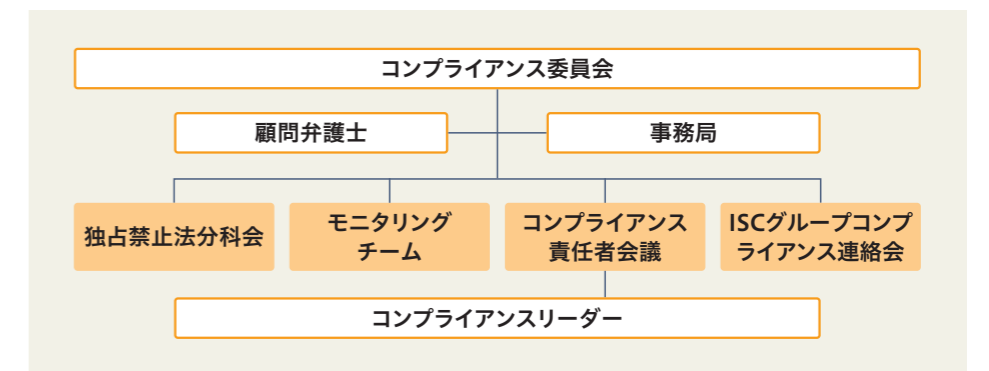 コンプライアンス委員会
顧問弁護士
事務局
独占禁止法分科会
モニタリング
チーム
コンプライアンス
責任者会議
ISCグループコンプ
ライアンス連絡会
コンプライアンスリーダー